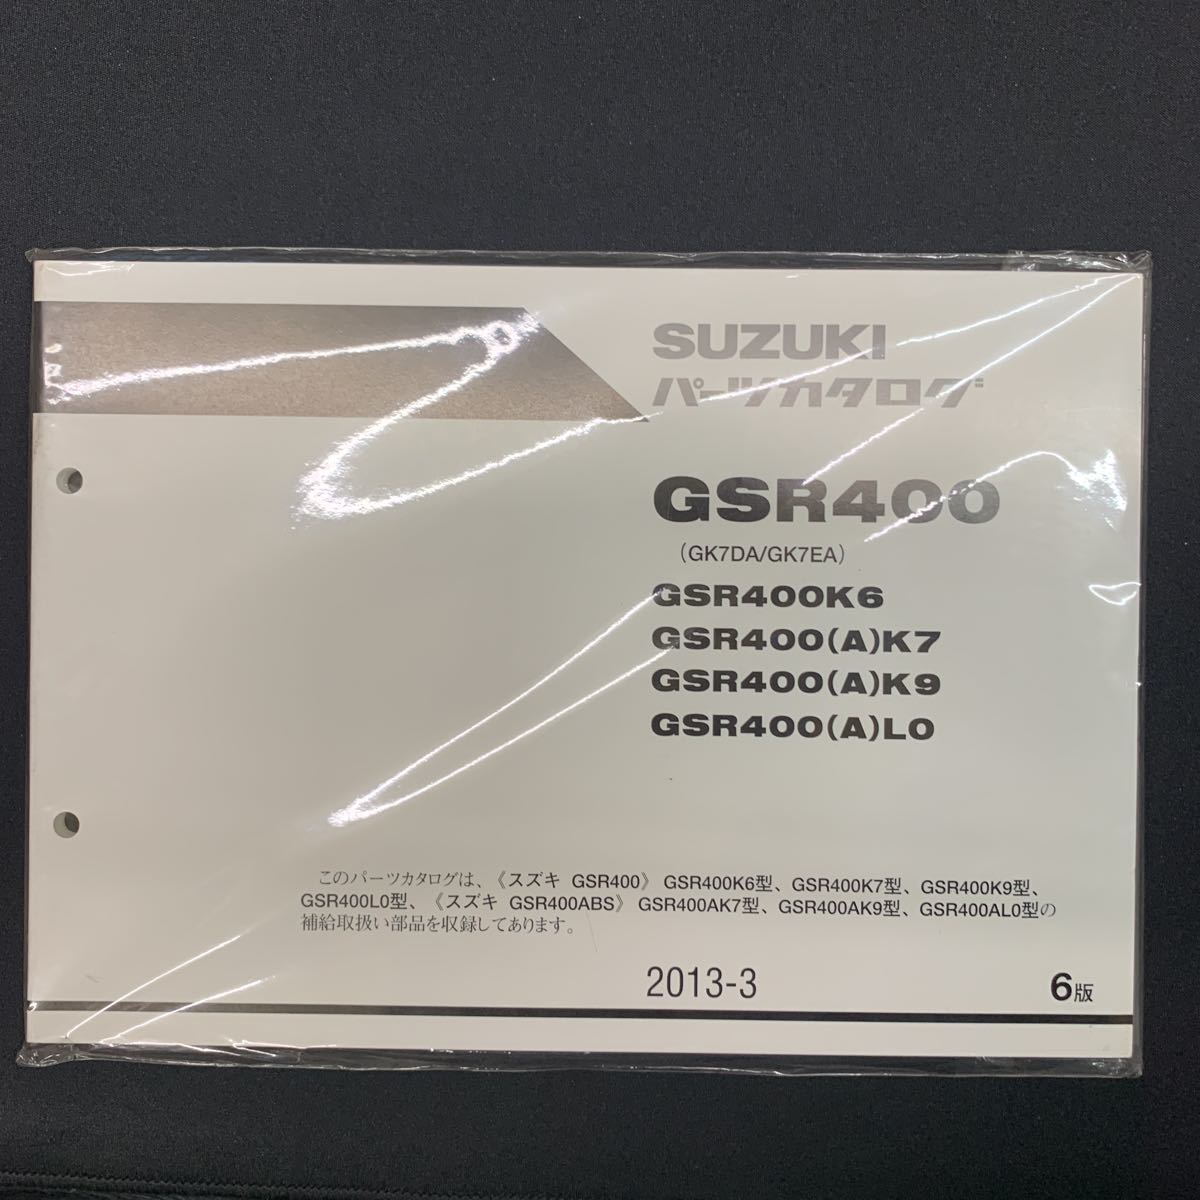 SUZUKI
パーツカタログ
GSR400
（GK7DA/GK7EA）
GSR400K6
GSR400(A)K7
GSR400(A)K9
GSR400(A)L0
このパーツカタログは、《スズキ GSR400》 GSR400K6型、GSR400K7型、GSR400K9型、
GSR400L0型、《スズキ GSR400ABS》 GSR400AK7型、GSR400AK9型、GSR400AL0型の
補給取扱い部品を収録してあります。
2013-3
6版